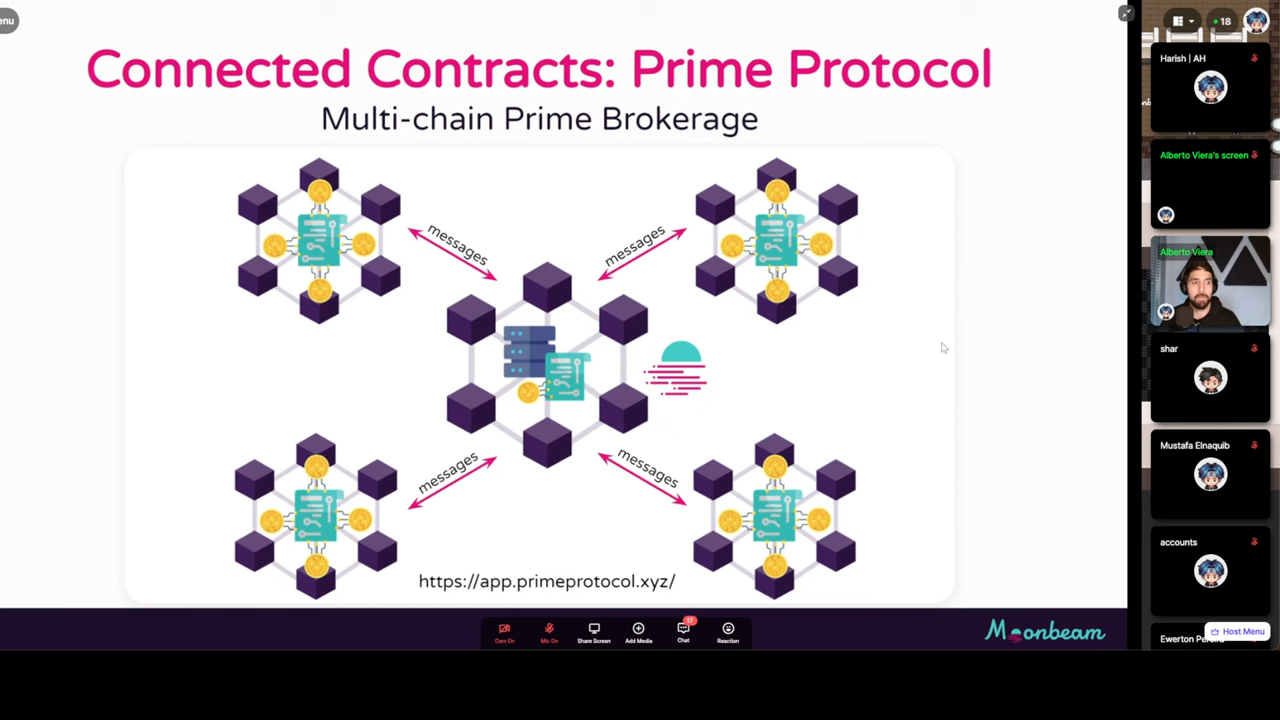 enu
Connected Contracts: Prime Protocol
Multi-chain Prime Brokerage
messages
messages
messages
messages
https://app.primeprotocol.xyz/
Moonbeam
Cam On
Mic On
Share Screen
Add Media
17
Chat
Reaction
18
Harish | AH
Alberto Viera's screen
Alberto Viera
shar
Mustafa Elnaquib
accounts
Host Menu